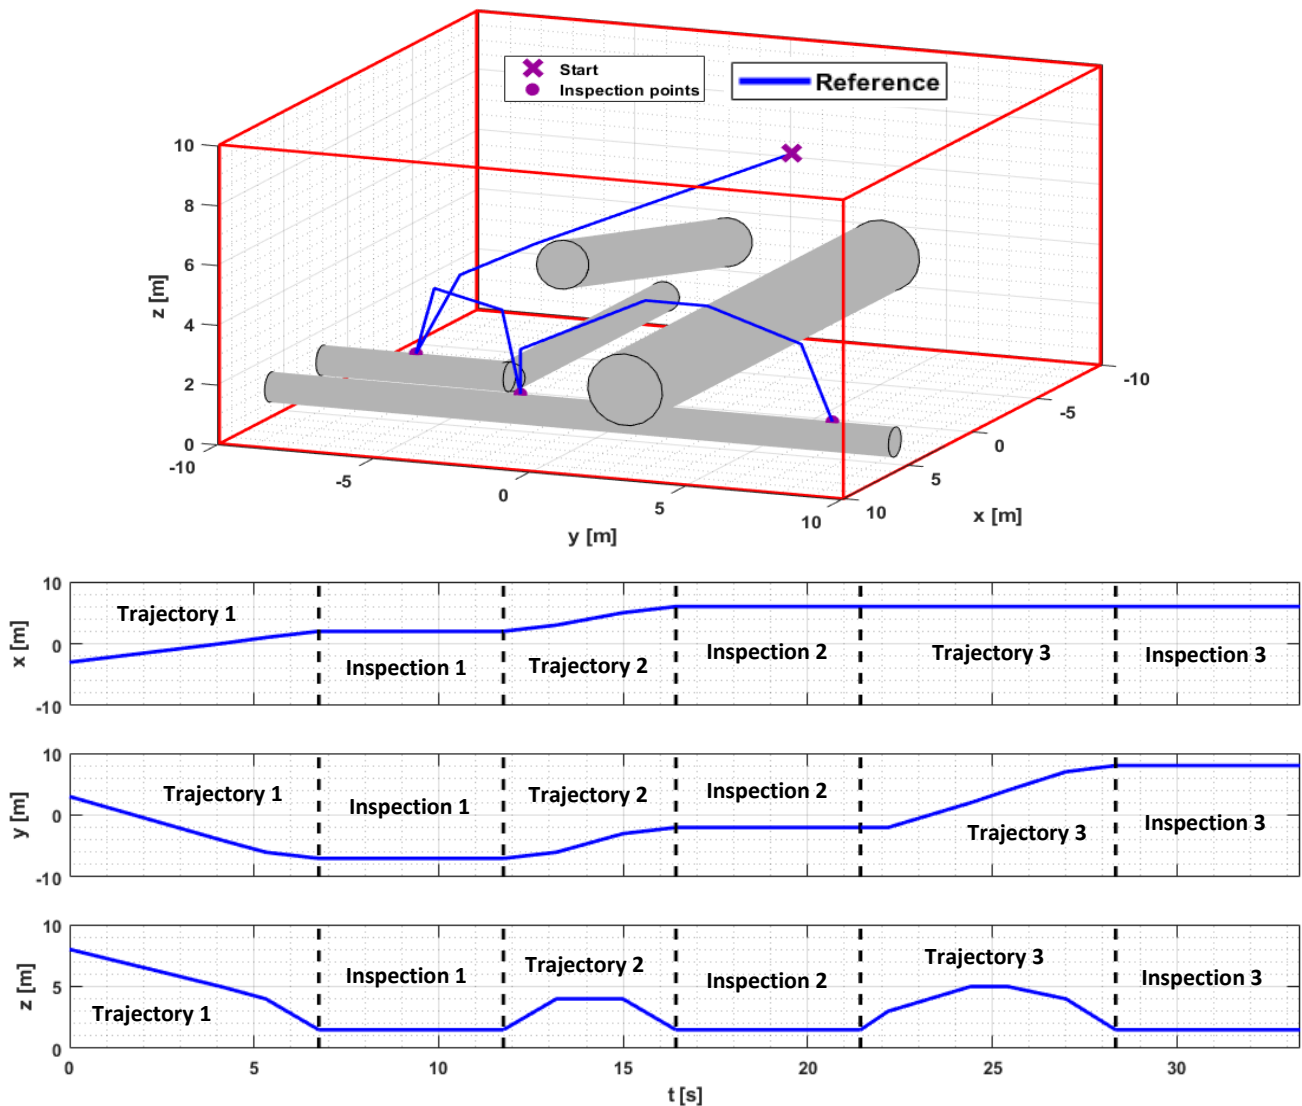 Start
Inspection points
Reference
10
8
6
4
2
0
z [m]
-10
-5
0
5
10
y [m]
10
5
0
-5
-10
x [m]
10
0
-10
x [m]
Trajectory 1
Inspection 1
Trajectory 2
Inspection 2
Trajectory 3
Inspection 3
10
0
-10
y [m]
Trajectory 1
Inspection 1
Trajectory 2
Inspection 2
Trajectory 3
Inspection 3
10
5
0
z [m]
Trajectory 1
Inspection 1
Trajectory 2
Inspection 2
Trajectory 3
Inspection 3
0
5
10
15
20
25
30
t [s]